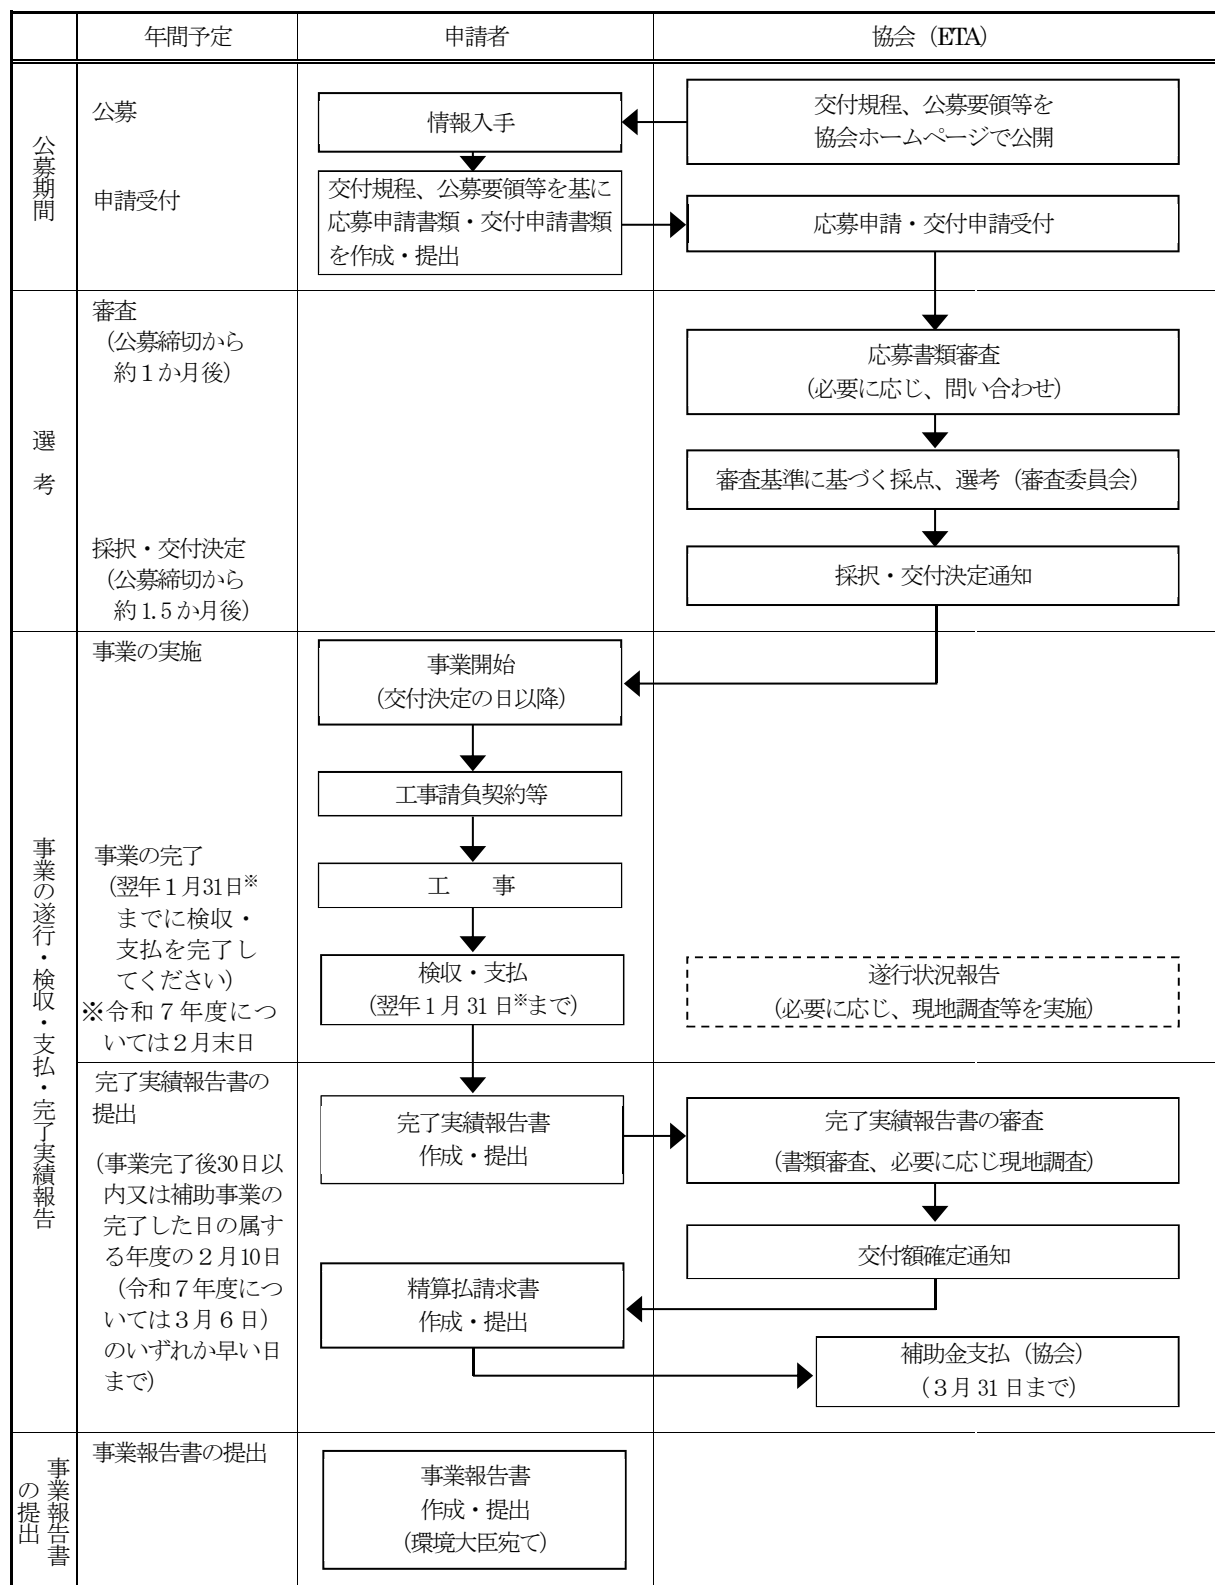 年間予定
申請者
協会（ETA）
公募期間
公募
申請受付
情報入手
交付規程、公募要領等を
協会ホームページで公開
交付規程、公募要領等を基に
応募申請書類・交付申請書類
を作成・提出
応募申請・交付申請受付
選 考
審査
（公募締切から
約１か月後）
応募書類審査
（必要に応じ、問い合わせ）
審査基準に基づく採点、選考（審査委員会）
採択・交付決定
（公募締切から
約 1.5 か月後）
採択・交付決定通知
事業の遂行・検収・支払・完了実績報告
事業の実施
事業開始
（交付決定の日以降）
工事請負契約等
事業の完了
（翌年１月31日※
までに検収・
支払を完了し
てください）
※令和７年度につ
いては２月末日
工　　事
検収・支払
（翌年１月 31 日※まで）
遂行状況報告
（必要に応じ、現地調査等を実施）
完了実績報告書の
提出
（事業完了後30日以
内又は補助事業の
完了した日の属す
る年度の２月10日
（令和７年度につ
いては３月６日）
のいずれか早い日
まで）
完了実績報告書
作成・提出
完了実績報告書の審査
（書類審査、必要に応じ現地調査）
交付額確定通知
精算払請求書
作成・提出
補助金支払（協会）
（３月 31 日まで）
事業報告書
の提出
事業報告書の提出
事業報告書
作成・提出
（環境大臣宛て）